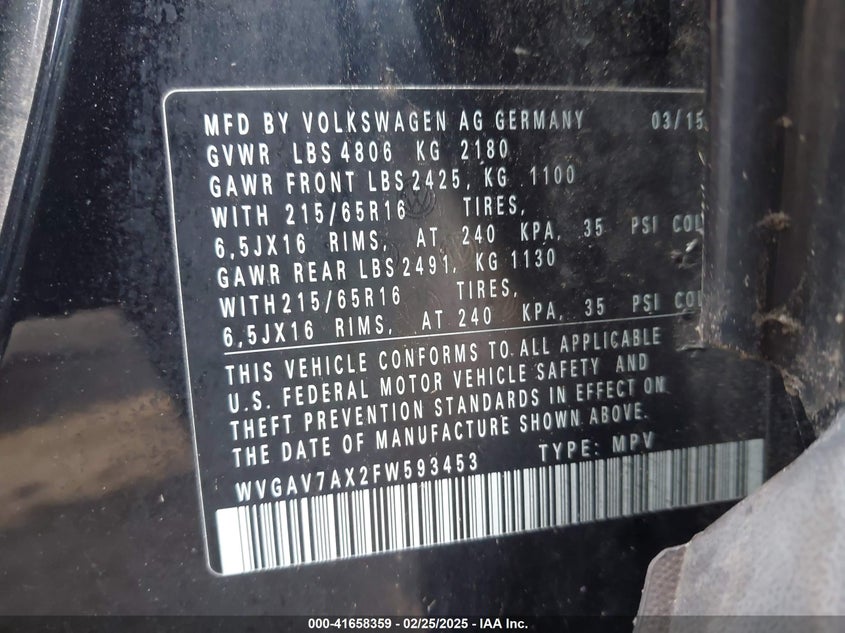 MFD BY VOLKSWAGEN AG GERMANY 03/15
GVWR LBS 4806 KG 2180
GAWR FRONT LBS 2425, KG 1100
WITH 215/65R16 TIRES,
6,5JX16 RIMS, AT 240 KPA, 35 PSI COL
GAWR REAR LBS 2491, KG 1130
WITH 215/65R16 TIRES,
6,5JX16 RIMS, AT 240 KPA, 35 PSI COL
THIS VEHICLE CONFORMS TO ALL APPLICABLE
U.S. FEDERAL MOTOR VEHICLE SAFETY AND
THEFT PREVENTION STANDARDS IN EFFECT ON
THE DATE OF MANUFACTURE SHOWN ABOVE.
WVGAV7AX2FW593453 TYPE: MPV
000-41658359 - 02/25/2025 - IAA Inc.